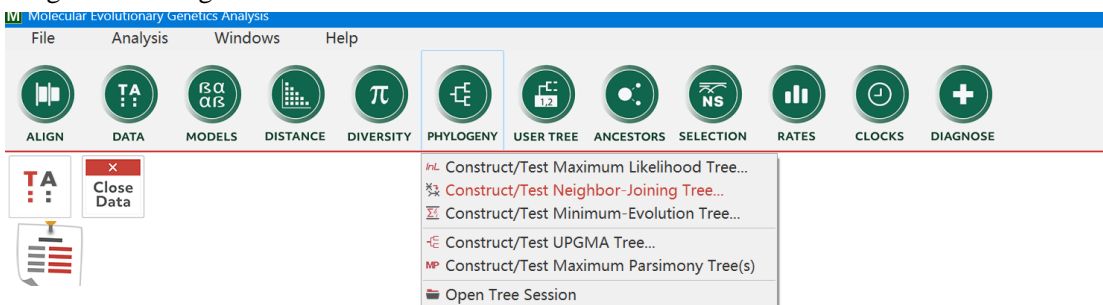 M Molecular Evolutionary Genetics Analysis
File Analysis Windows Help
TA ßα αß π 1,2 NS
ALIGN DATA MODELS DISTANCE DIVERSITY PHYLOGENY USER TREE ANCESTORS SELECTION RATES CLOCKS DIAGNOSE
TA
Close
Data
lnL Construct/Test Maximum Likelihood Tree...
Construct/Test Neighbor-Joining Tree...
Construct/Test Minimum-Evolution Tree...
Construct/Test UPGMA Tree...
MP Construct/Test Maximum Parsimony Tree(s)
Open Tree Session